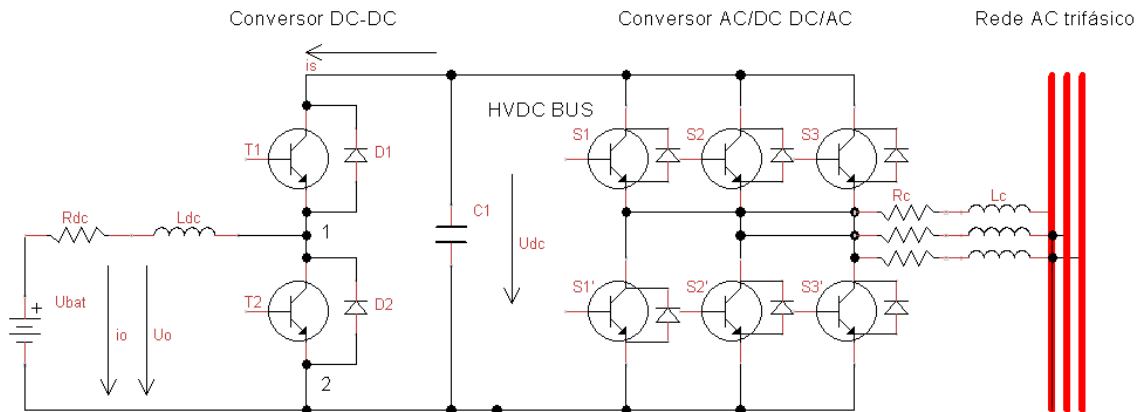 Conversor DC-DC
Conversor AC/DC DC/AC
Rede AC trifásico
is
HVDC BUS
T1
D1
S1
S2
S3
Rdc
Ldc
1
C1
Udc
Rc
Lc
Ubat
io
Uo
T2
D2
S1'
S2'
S3'
2